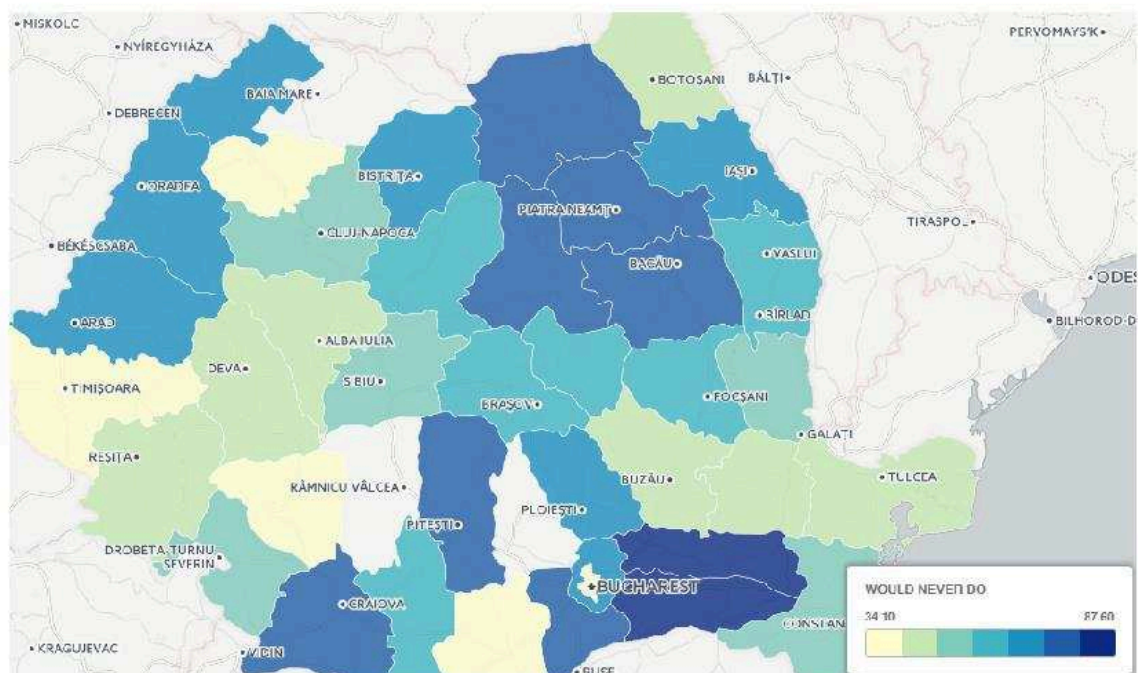 MISKOLC
NYÍREGYHÁZA
PERVOMAYS'K
BAIA MARE
BOTOȘANI
BĂLȚI
DEBRECEN
IAȘI
BISTRIȚA
ORADEA
PIATRA NEAMȚ
TIRASPOL
CLUJ-NAPOCA
BÉKÉSCSABA
BACĂU
VASLUI
ODES
ARAD
BÎRLAD
BILHOROD-D
ALBA IULIA
DEVA
TIMIȘOARA
SIBIU
BRAȘOV
FOCȘANI
GALAȚI
REȘIȚA
BUZĂU
TULCEA
RÂMNICU VÂLCEA
PLOIEȘTI
PITEȘTI
DROBETA-TURNU
SEVERIN
BUCHAREST
CRAIOVA
CONSTAN
KRAGUJEVAC
VIDIN
RUSE
WOULD NEVER DO
34.10 87.60